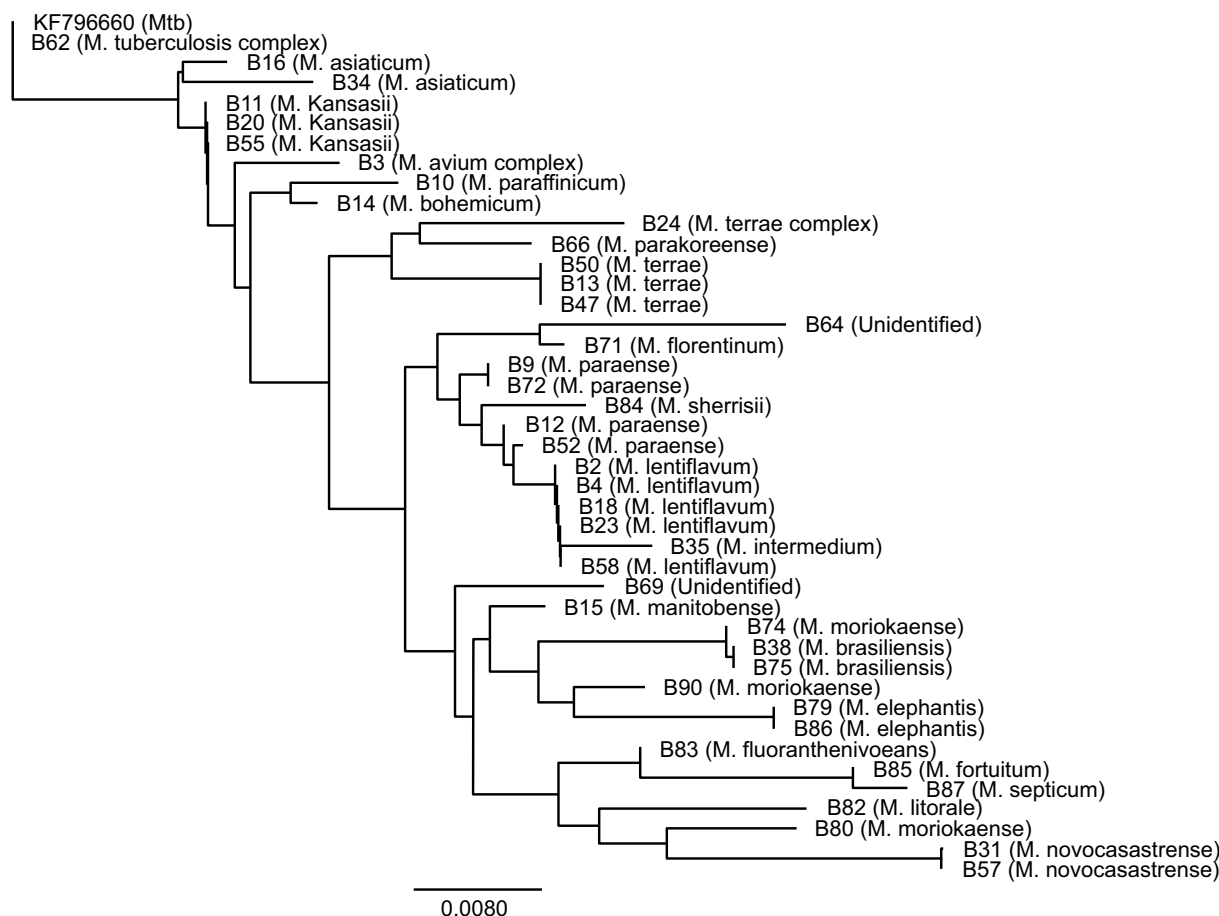 KF796660 (Mtb)
B62 (M. tuberculosis complex)
B16 (M. asiaticum)
B34 (M. asiaticum)
B11 (M. Kansasii)
B20 (M. Kansasii)
B55 (M. Kansasii)
B3 (M. avium complex)
B10 (M. paraffinicum)
B14 (M. bohemicum)
B24 (M. terrae complex)
B66 (M. parakoreense)
B50 (M. terrae)
B13 (M. terrae)
B47 (M. terrae)
B64 (Unidentified)
B71 (M. florentinum)
B9 (M. paraense)
B72 (M. paraense)
B84 (M. sherrisii)
B12 (M. paraense)
B52 (M. paraense)
B2 (M. lentiflavum)
B4 (M. lentiflavum)
B18 (M. lentiflavum)
B23 (M. lentiflavum)
B35 (M. intermedium)
B58 (M. lentiflavum)
B69 (Unidentified)
B15 (M. manitobense)
B74 (M. moriokaense)
B38 (M. brasiliensis)
B75 (M. brasiliensis)
B90 (M. moriokaense)
B79 (M. elephantis)
B86 (M. elephantis)
B83 (M. fluoranthenivoeans)
B85 (M. fortuitum)
B87 (M. septicum)
B82 (M. litorale)
B80 (M. moriokaense)
B31 (M. novocasastrense)
B57 (M. novocasastrense)
0.0080